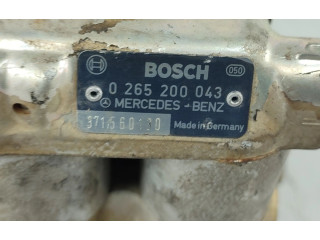 BOSCH
050
0 265 200 043
MERCEDES-BENZ
Made in Germany